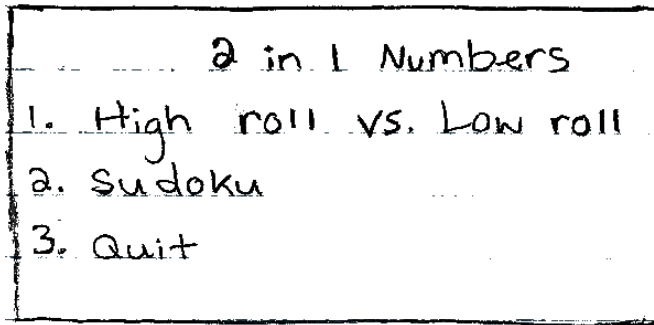 2 in 1 Numbers
1. High roll vs. Low roll
2. Sudoku
3. Quit